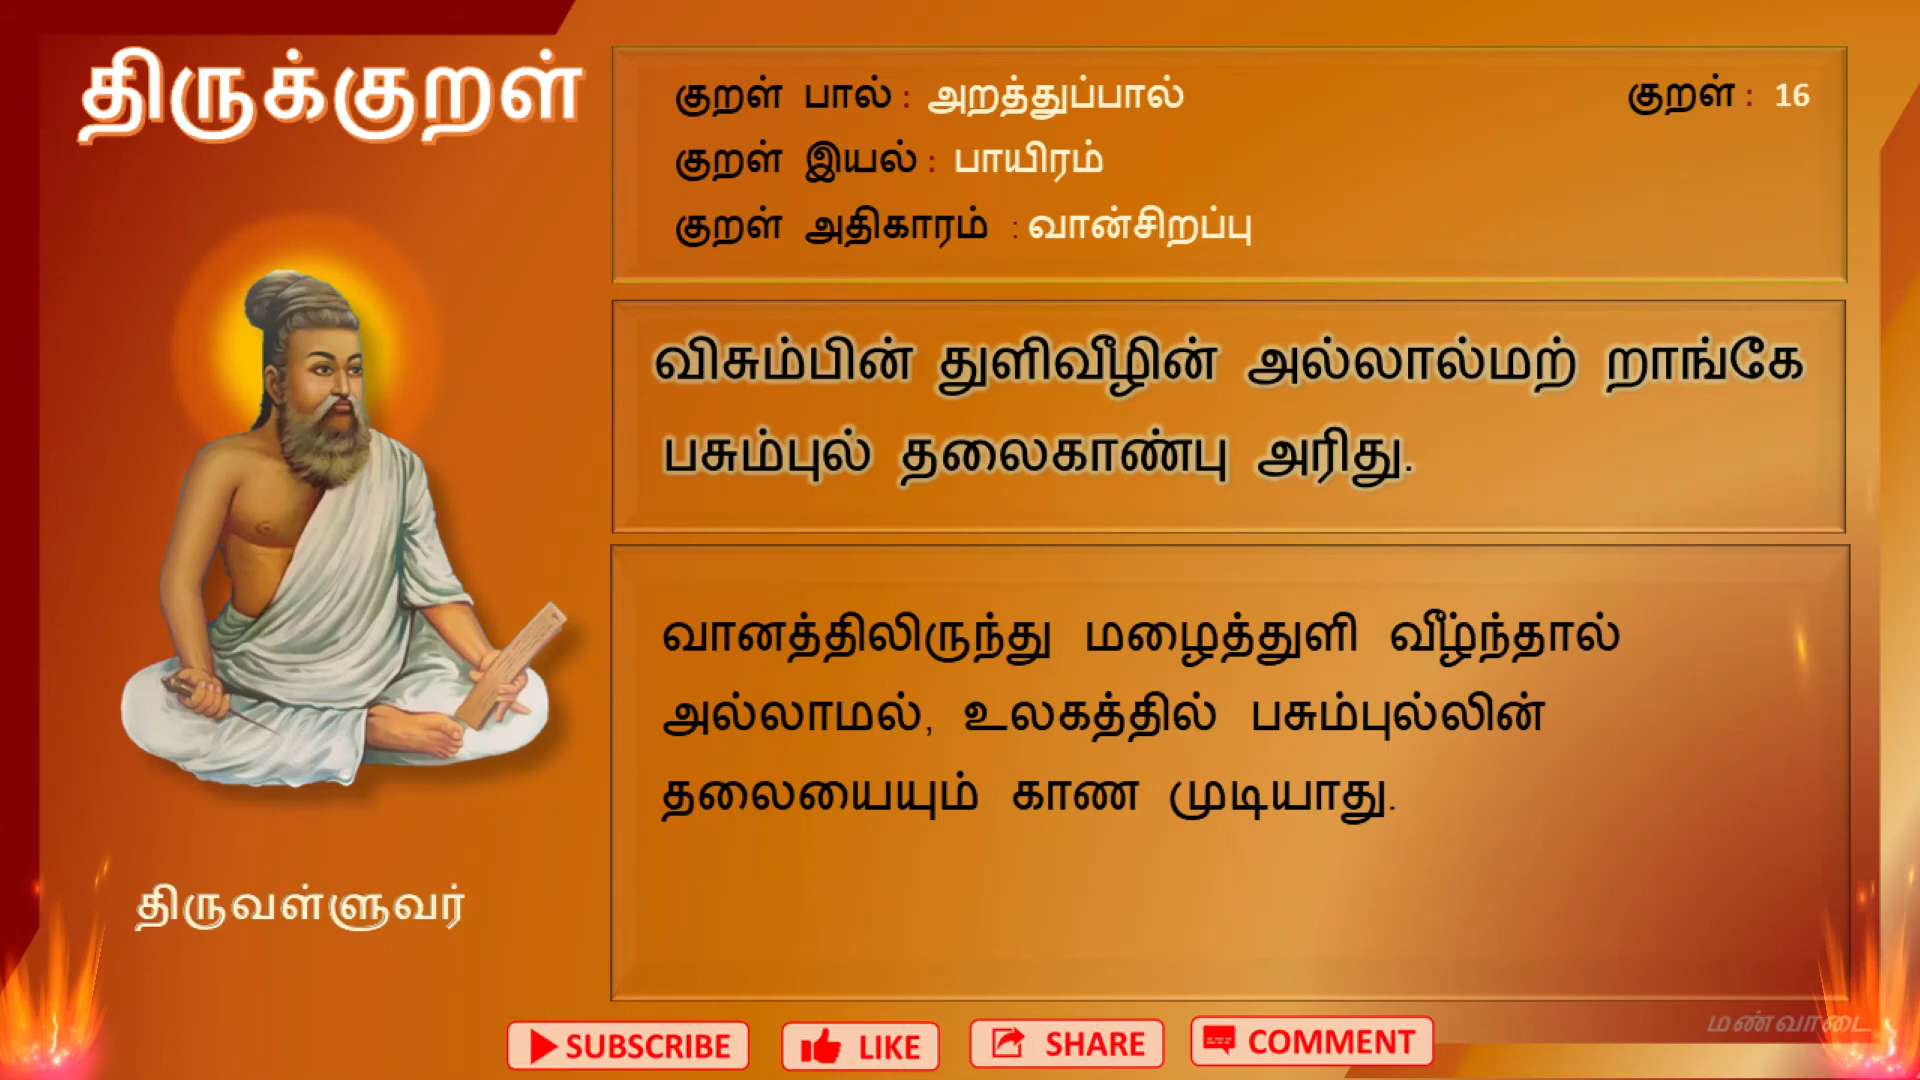 திருக்குறள்
குறள் பால் : அறத்துப்பால்
குறள் : 16
குறள் இயல் : பாயிரம்
குறள் அதிகாரம் : வான்சிறப்பு
விசும்பின் துளிவீழின் அல்லால்மற் றாங்கே
பசும்புல் தலைகாண்பு அரிது.
வானத்திலிருந்து மழைத்துளி வீழ்ந்தால்
அல்லாமல், உலகத்தில் பசும்புல்லின்
தலையையும் காண முடியாது.
திருவள்ளுவர்
மண்வாடை
SUBSCRIBE LIKE SHARE COMMENT